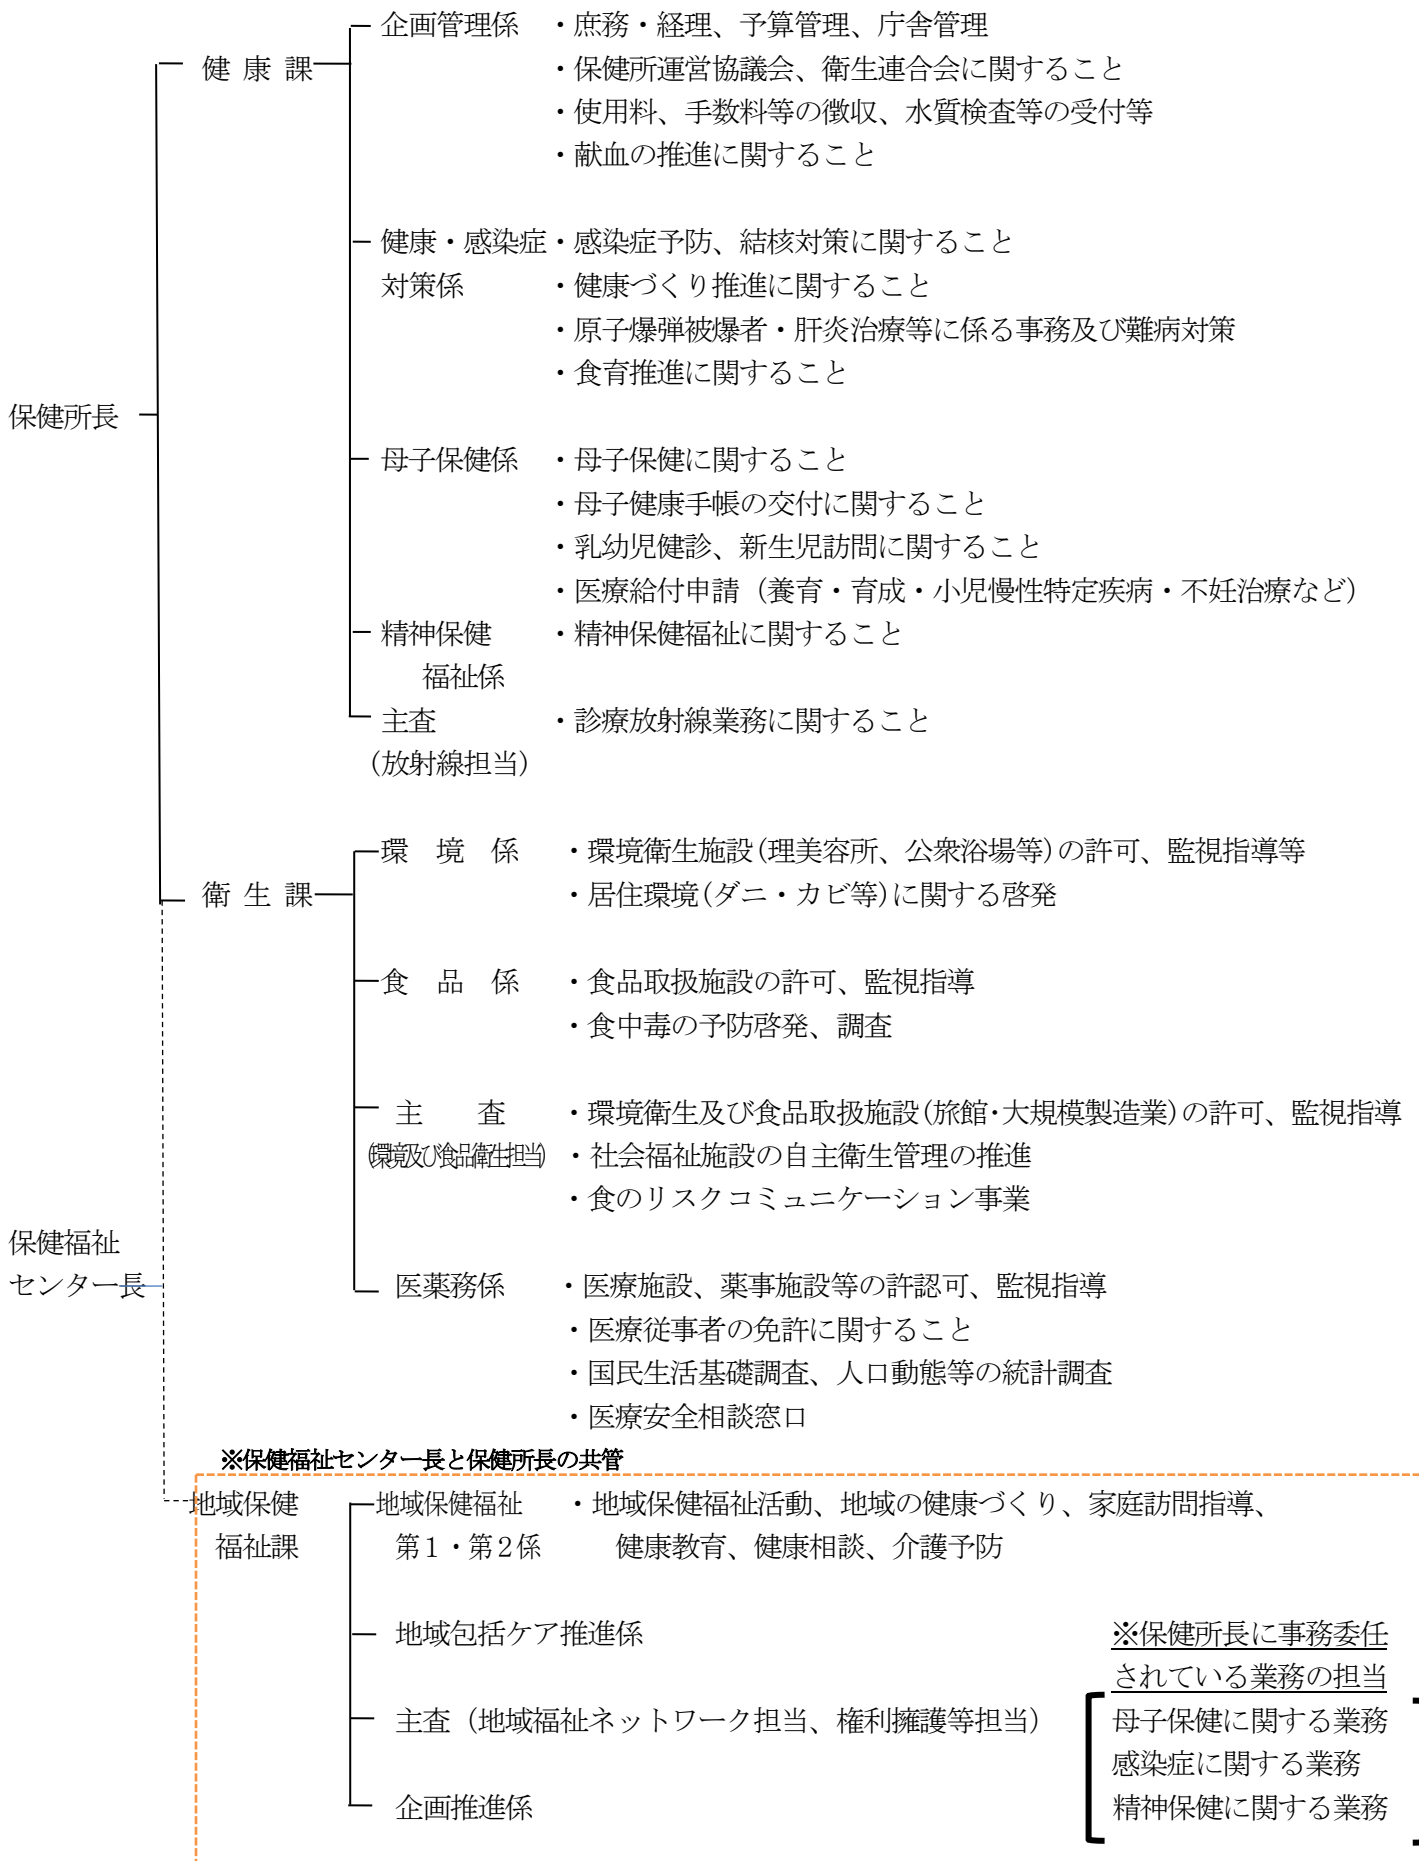 企画管理係 ・庶務・経理、予算管理、庁舎管理
健 康 課 ・保健所運営協議会、衛生連合会に関すること
・使用料、手数料等の徴収、水質検査等の受付等
・献血の推進に関すること
健康・感染症 ・感染症予防、結核対策に関すること
対策係 ・健康づくり推進に関すること
・原子爆弾被爆者・肝炎治療等に係る事務及び難病対策
・食育推進に関すること
保健所長
母子保健係 ・母子保健に関すること
・母子健康手帳の交付に関すること
・乳幼児健診、新生児訪問に関すること
・医療給付申請（養育・育成・小児慢性特定疾病・不妊治療など）
精神保健 ・精神保健福祉に関すること
福祉係
主査 ・診療放射線業務に関すること
(放射線担当)
環 境 係 ・環境衛生施設(理美容所、公衆浴場等)の許可、監視指導等
衛 生 課 ・居住環境(ダニ・カビ等)に関する啓発
食 品 係 ・食品取扱施設の許可、監視指導
・食中毒の予防啓発、調査
主 査 ・環境衛生及び食品取扱施設(旅館・大規模製造業)の許可、監視指導
(環境及び食品衛生担当) ・社会福祉施設の自主衛生管理の推進
・食のリスクコミュニケーション事業
保健福祉
センター長 医薬務係 ・医療施設、薬事施設等の許認可、監視指導
・医療従事者の免許に関すること
・国民生活基礎調査、人口動態等の統計調査
・医療安全相談窓口
※保健福祉センター長と保健所長の共管
地域保健 地域保健福祉 ・地域保健福祉活動、地域の健康づくり、家庭訪問指導、
福祉課 第1・第2係 健康教育、健康相談、介護予防
地域包括ケア推進係 ※保健所長に事務委任
されている業務の担当
主査（地域福祉ネットワーク担当、権利擁護等担当） 母子保健に関する業務
感染症に関する業務
企画推進係 精神保健に関する業務